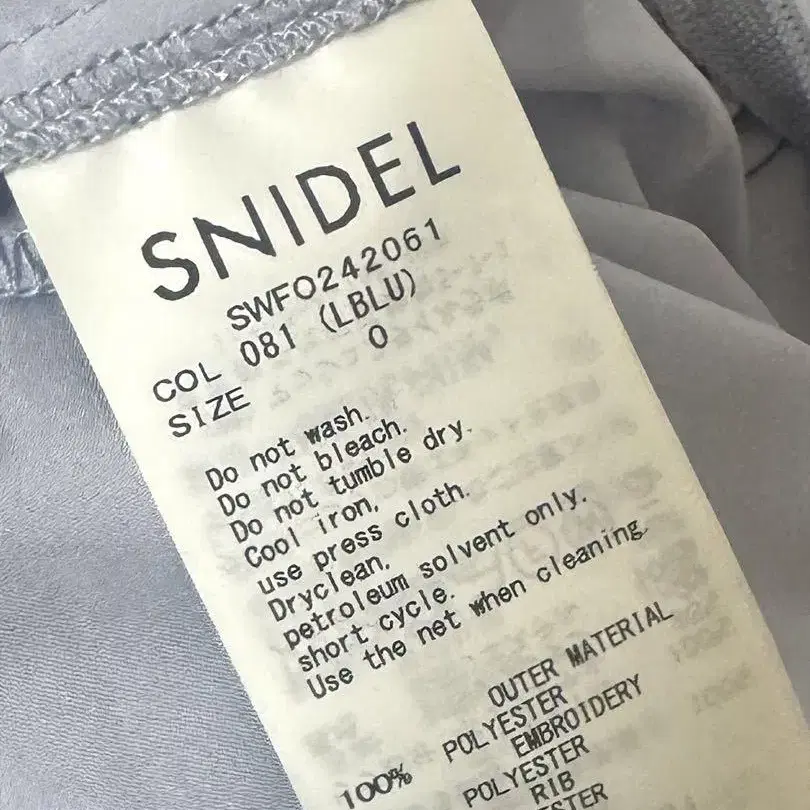 SNIDEL
SWFO242061
COL 081 (LBLU)
SIZE 0
Do not wash.
Do not bleach.
Do not tumble dry.
Cool iron,
use press cloth.
Dryclean,
petroleum solvent only,
short cycle.
Use the net when cleaning.
OUTER MATERIAL
100% POLYESTER
EMBROIDERY
POLYESTER
RIB